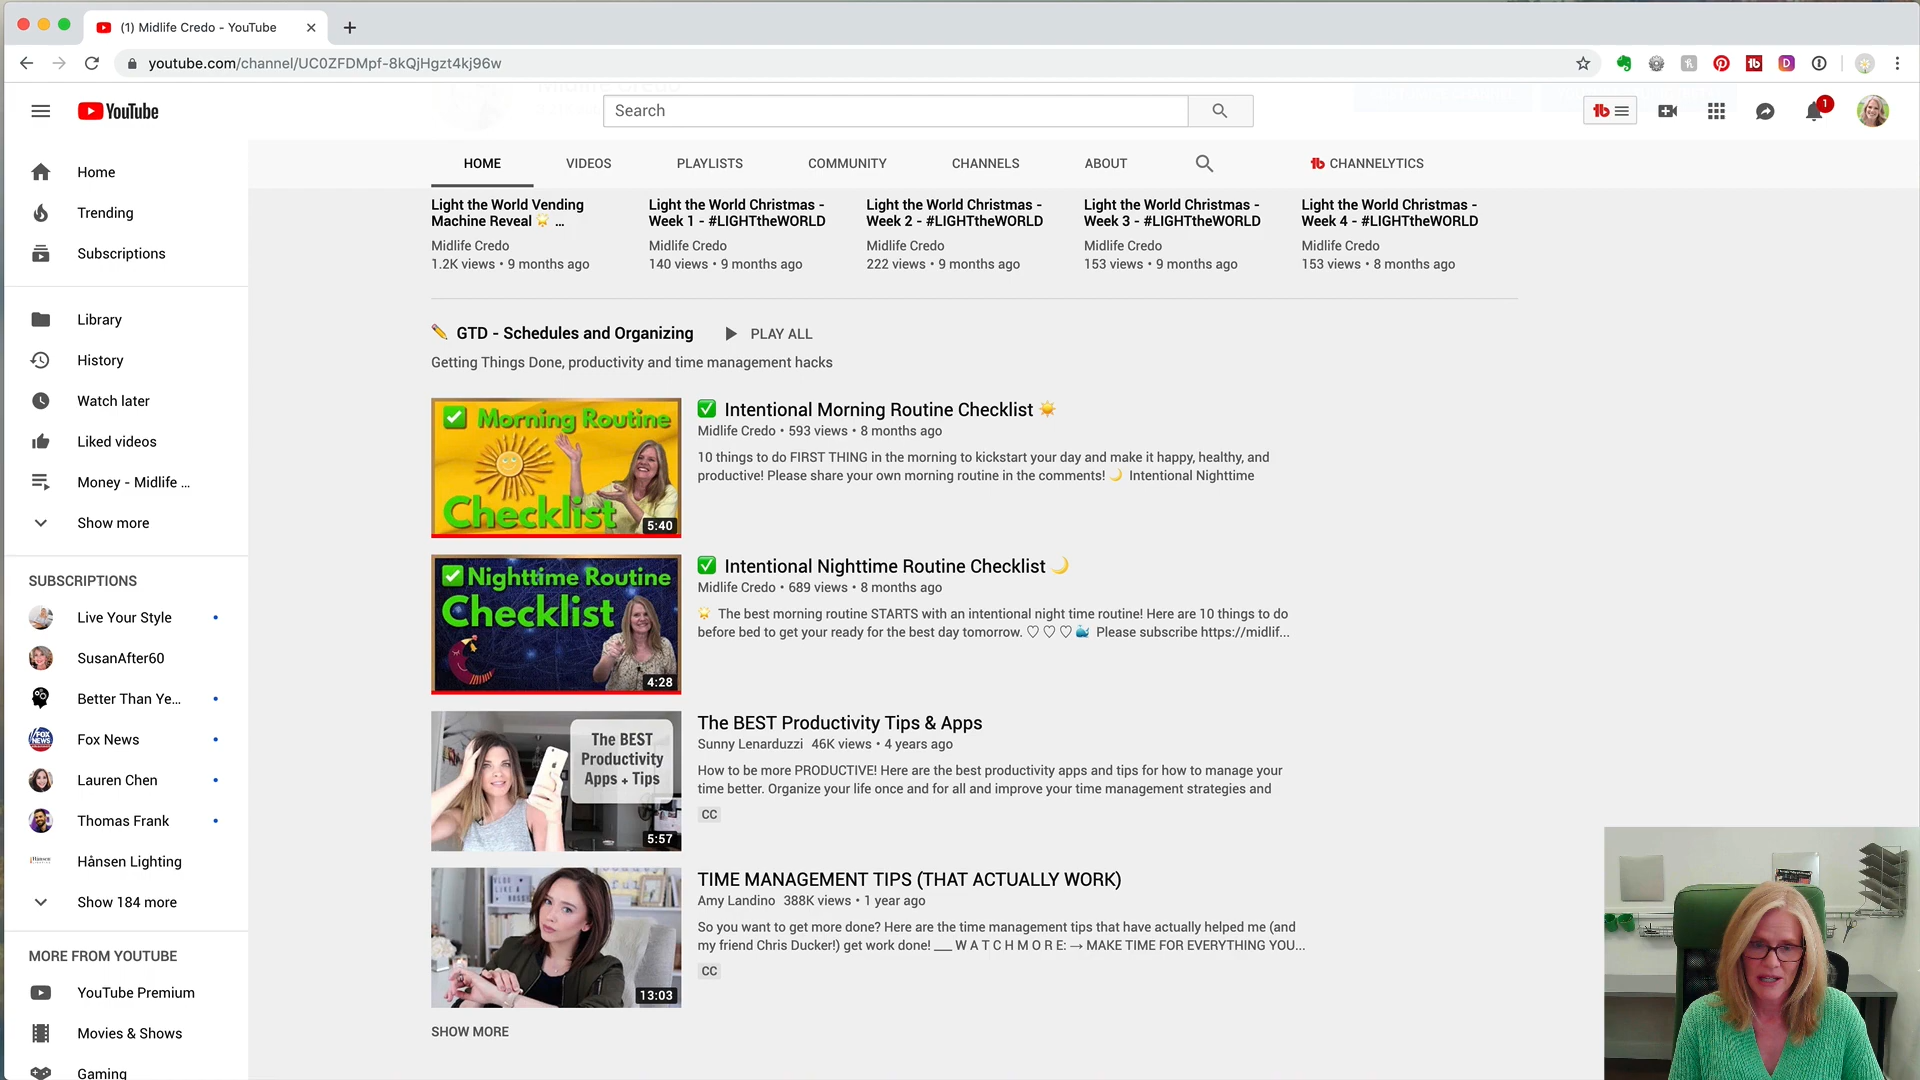 (1) Midlife Credo - YouTube
youtube.com/channel/UC0ZFDMpf-8kQjHgzt4kj96w
YouTube
Search
1
HOME VIDEOS PLAYLISTS COMMUNITY CHANNELS ABOUT CHANNELYTICS
Home
Trending
Subscriptions
Library
History
Watch later
Liked videos
Money - Midlife ...
Show more
SUBSCRIPTIONS
Live Your Style
SusanAfter60
Better Than Ye...
Fox News
Lauren Chen
Thomas Frank
Hånsen Lighting
Show 184 more
MORE FROM YOUTUBE
YouTube Premium
Movies & Shows
Gaming
Light the World Vending
Machine Reveal 🌟 ...
Midlife Credo
1.2K views • 9 months ago
Light the World Christmas -
Week 1 - #LIGHTtheWORLD
Midlife Credo
140 views • 9 months ago
Light the World Christmas -
Week 2 - #LIGHTtheWORLD
Midlife Credo
222 views • 9 months ago
Light the World Christmas -
Week 3 - #LIGHTtheWORLD
Midlife Credo
153 views • 9 months ago
Light the World Christmas -
Week 4 - #LIGHTtheWORLD
Midlife Credo
153 views • 8 months ago
✏️ GTD - Schedules and Organizing PLAY ALL
Getting Things Done, productivity and time management hacks
Morning Routine
Checklist
5:40
✅ Intentional Morning Routine Checklist ☀️
Midlife Credo • 593 views • 8 months ago
10 things to do FIRST THING in the morning to kickstart your day and make it happy, healthy, and
productive! Please share your own morning routine in the comments! 🌙 Intentional Nighttime
Nighttime Routine
Checklist
4:28
✅ Intentional Nighttime Routine Checklist 🌙
Midlife Credo • 689 views • 8 months ago
🌟 The best morning routine STARTS with an intentional night time routine! Here are 10 things to do
before bed to get your ready for the best day tomorrow. ♡ ♡ ♡ 🐳 Please subscribe https://midlif...
The BEST
Productivity
Apps + Tips
5:57
The BEST Productivity Tips & Apps
Sunny Lenarduzzi 46K views • 4 years ago
How to be more PRODUCTIVE! Here are the best productivity apps and tips for how to manage your
time better. Organize your life once and for all and improve your time management strategies and
CC
13:03
TIME MANAGEMENT TIPS (THAT ACTUALLY WORK)
Amy Landino 388K views • 1 year ago
So you want to get more done? Here are the time management tips that have actually helped me (and
my friend Chris Ducker!) get work done! ___ W A T C H M O R E: → MAKE TIME FOR EVERYTHING YOU...
CC
SHOW MORE